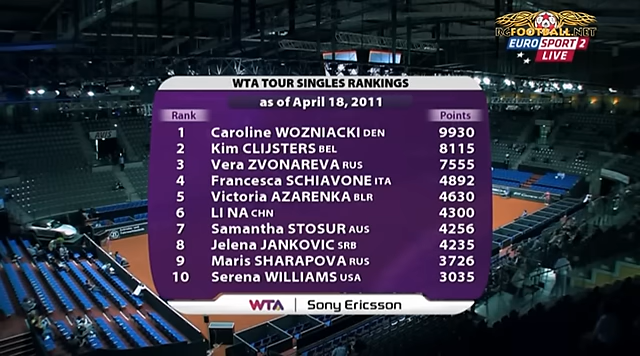 RGFOOTBALL.NET
EUROSPORT 2
LIVE
WTA TOUR SINGLES RANKINGS
as of April 18, 2011
Rank Points
1 Caroline WOZNIACKI DEN 9930
2 Kim CLIJSTERS BEL 8115
3 Vera ZVONAREVA RUS 7555
4 Francesca SCHIAVONE ITA 4892
5 Victoria AZARENKA BLR 4630
6 LI NA CHN 4300
7 Samantha STOSUR AUS 4256
8 Jelena JANKOVIC SRB 4235
9 Maris SHARAPOVA RUS 3726
10 Serena WILLIAMS USA 3035
WTA | Sony Ericsson